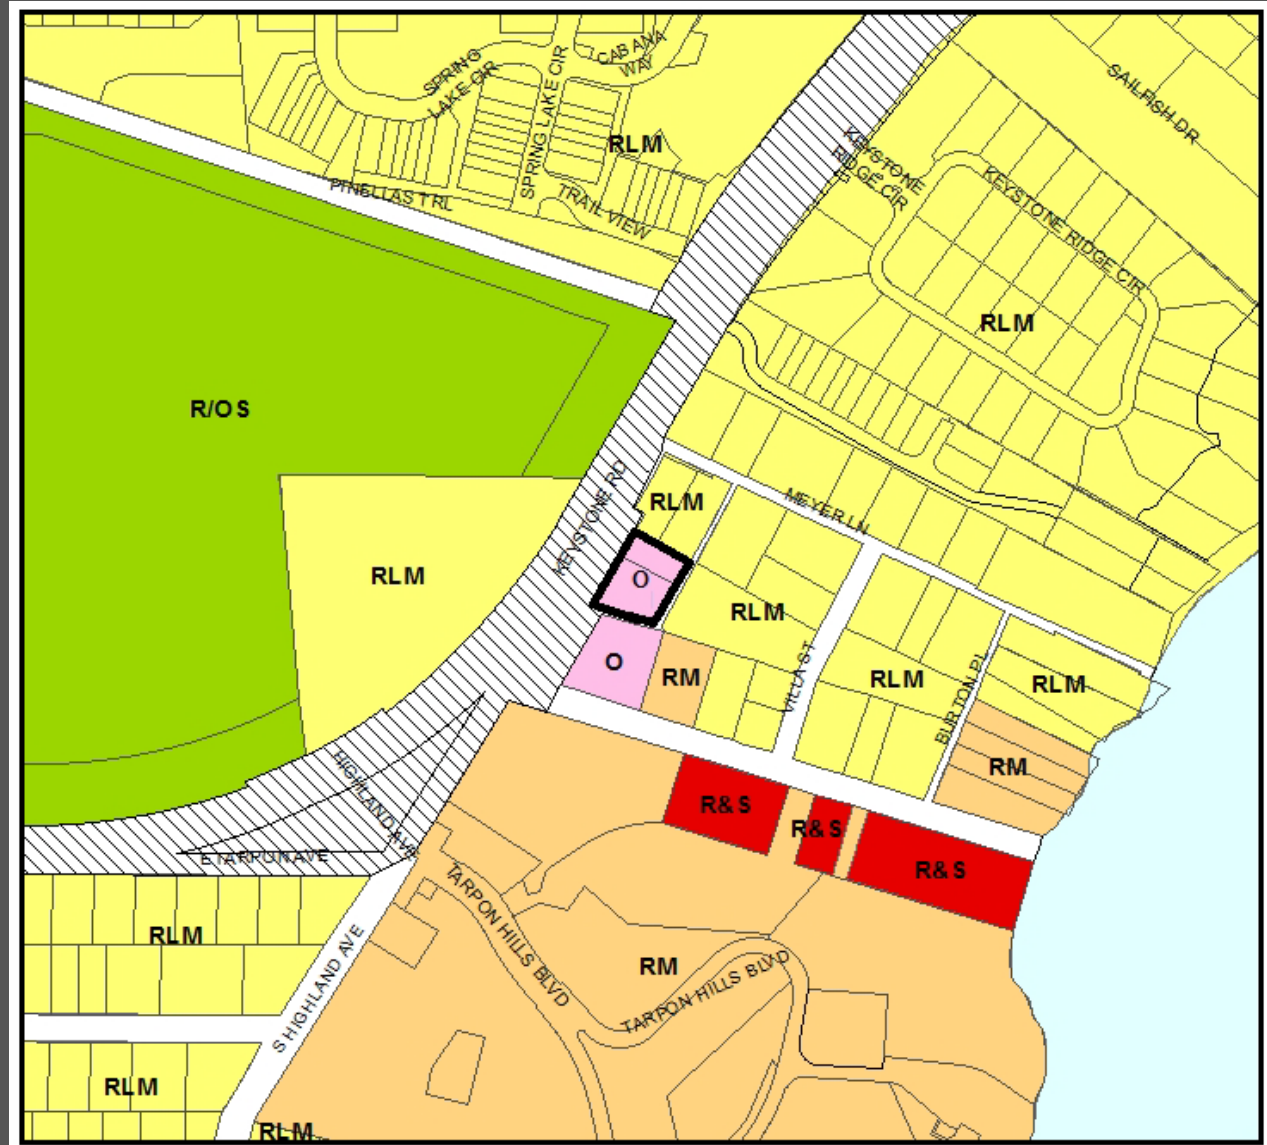 SPRING
LAKE CIR
SPRING LAKE CIR
CABANA
WAY
RLM
SAILFISH DR
KEYSTONE
RIDGE CIR
KEYSTONE RIDGE CIR
PINELLAS TRL
TRAIL VIEW
RLM
R/OS
KEYSTONE RD
RLM
MEYER LN
RLM
O
RLM
O
RM
VILLA ST
RLM
BURTON PL
RLM
RM
HIGHLAND AVE
R&S
R&S
R&S
E TARPON AVE
TARPON HILLS BLVD
RLM
S HIGHLAND AVE
RM
TARPON HILLS BLVD
RLM
RLM